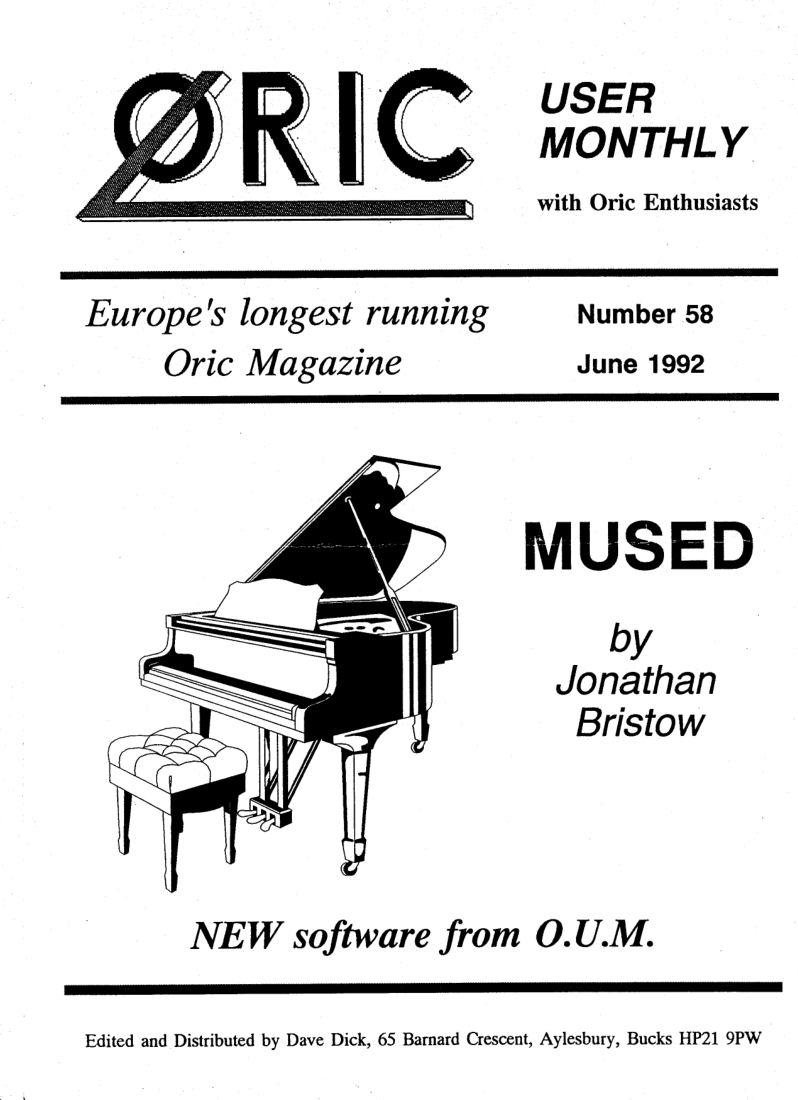 ORIC
USER
MONTHLY
with Oric Enthusiasts
Europe's longest running
Oric Magazine
Number 58
June 1992
MUSED
by
Jonathan
Bristow
NEW software from O.U.M.
Edited and Distributed by Dave Dick, 65 Barnard Crescent, Aylesbury, Bucks HP21 9PW